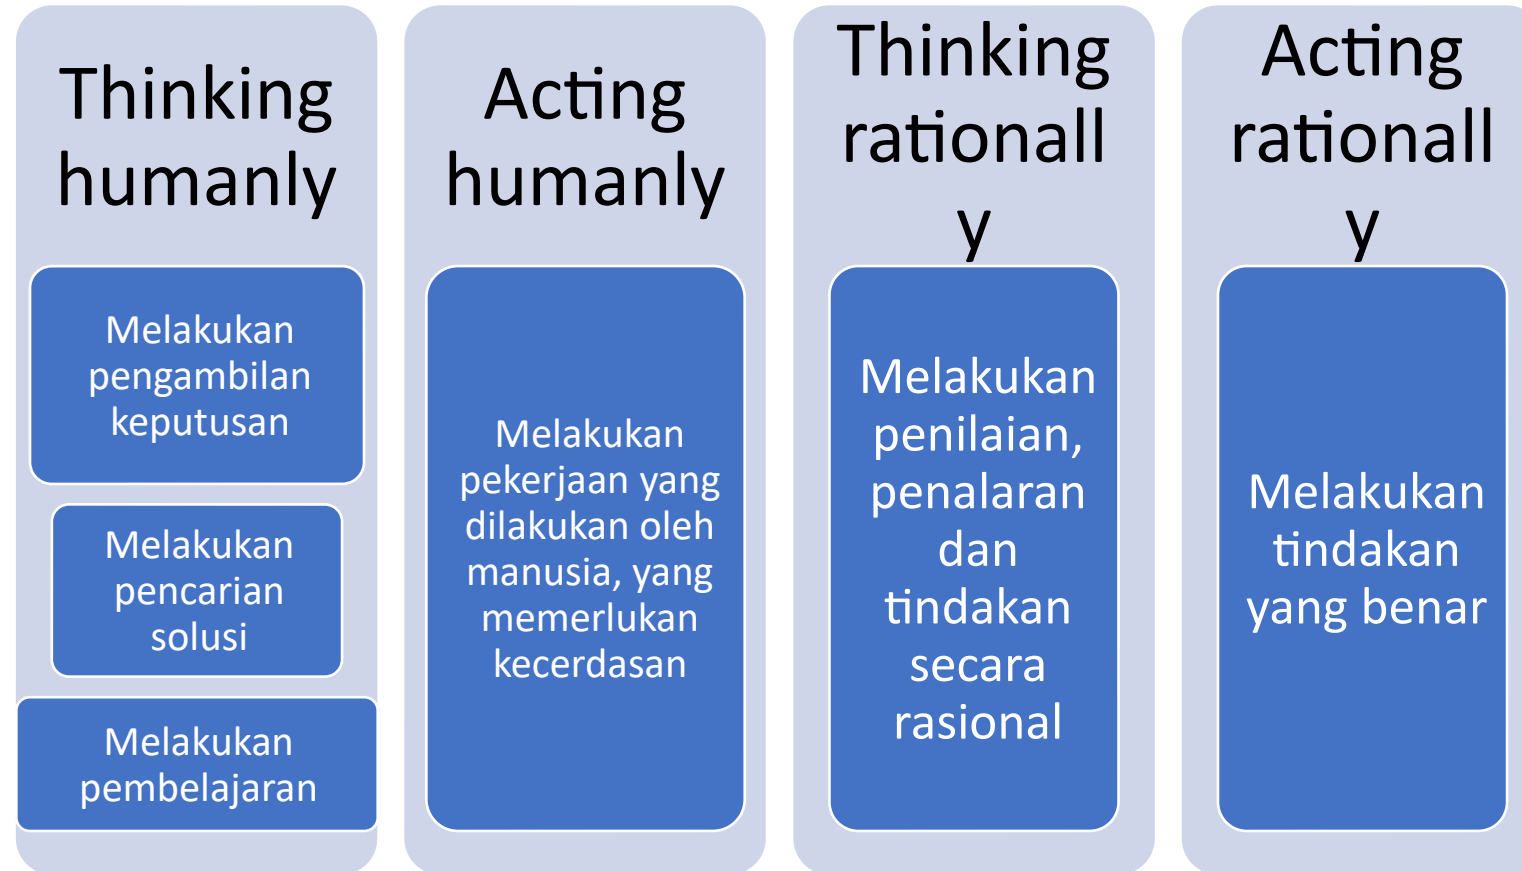 Thinking
humanly
Melakukan
pengambilan
keputusan
Melakukan
pencarian
solusi
Melakukan
pembelajaran
Acting
humanly
Melakukan
pekerjaan yang
dilakukan oleh
manusia, yang
memerlukan
kecerdasan
Thinking
rationall
y
Melakukan
penilaian,
penalaran
dan
tindakan
secara
rasional
Acting
rationall
y
Melakukan
tindakan
yang benar